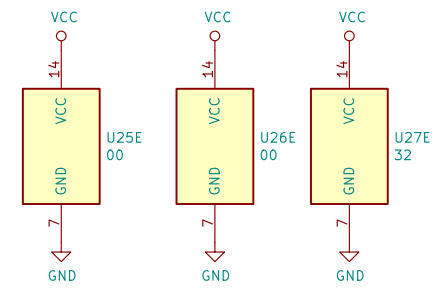 VCC VCC VCC
14 14 14
VCC VCC VCC
U25E U26E U27E
00 00 32
GND GND GND
7 7 7
GND GND GND